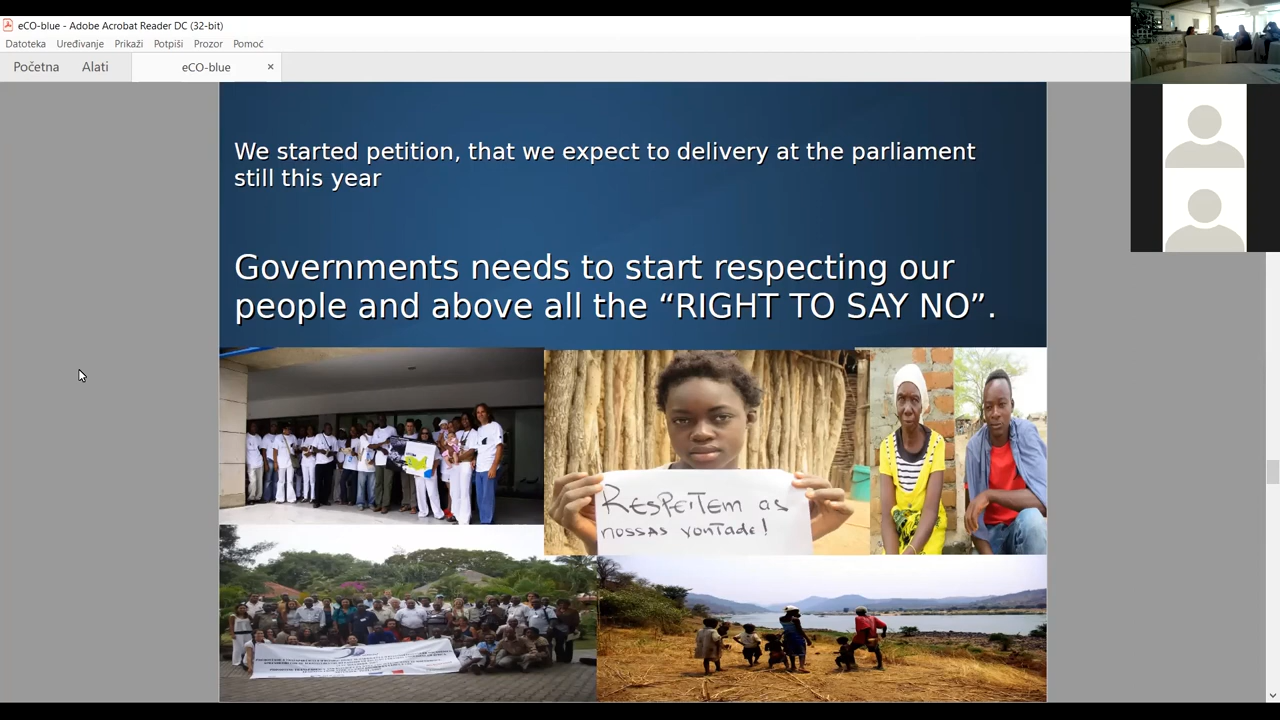 eCO-blue - Adobe Acrobat Reader DC (32-bit)
Datoteka Uređivanje Prikaži Potpiši Prozor Pomoć
Početna Alati eCO-blue ×
We started petition, that we expect to delivery at the parliament
still this year
Governments needs to start respecting our
people and above all the “RIGHT TO SAY NO”.
Respeitem as
nossas vontade!